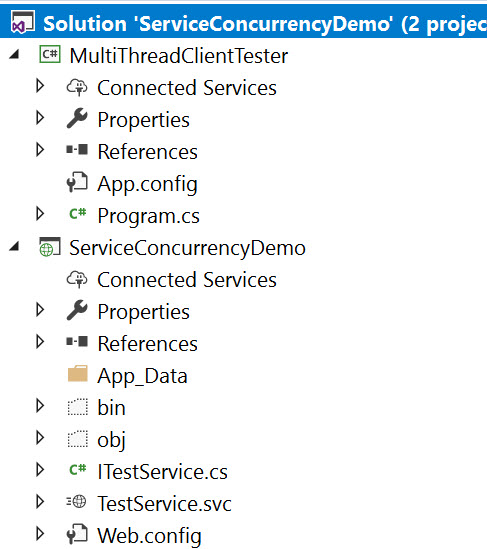 Solution 'ServiceConcurrencyDemo' (2 projec
MultiThreadClientTester
Connected Services
Properties
References
App.config
C# Program.cs
ServiceConcurrencyDemo
Connected Services
Properties
References
App_Data
bin
obj
C# ITestService.cs
TestService.svc
Web.config